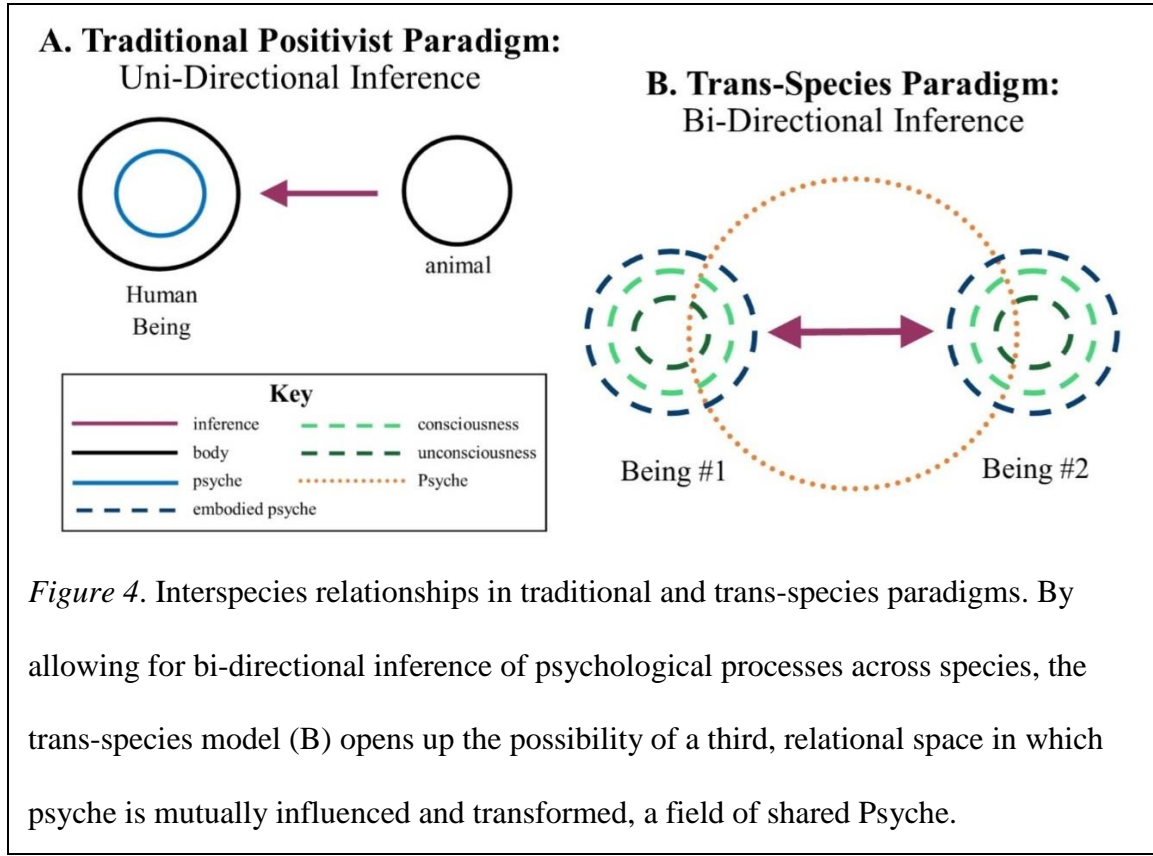 A. Traditional Positivist Paradigm:
Uni-Directional Inference
Human
Being
animal
B. Trans-Species Paradigm:
Bi-Directional Inference
Being #1
Being #2
Key
inference
body
psyche
embodied psyche
consciousness
unconsciousness
Psyche
Figure 4. Interspecies relationships in traditional and trans-species paradigms. By
allowing for bi-directional inference of psychological processes across species, the
trans-species model (B) opens up the possibility of a third, relational space in which
psyche is mutually influenced and transformed, a field of shared Psyche.